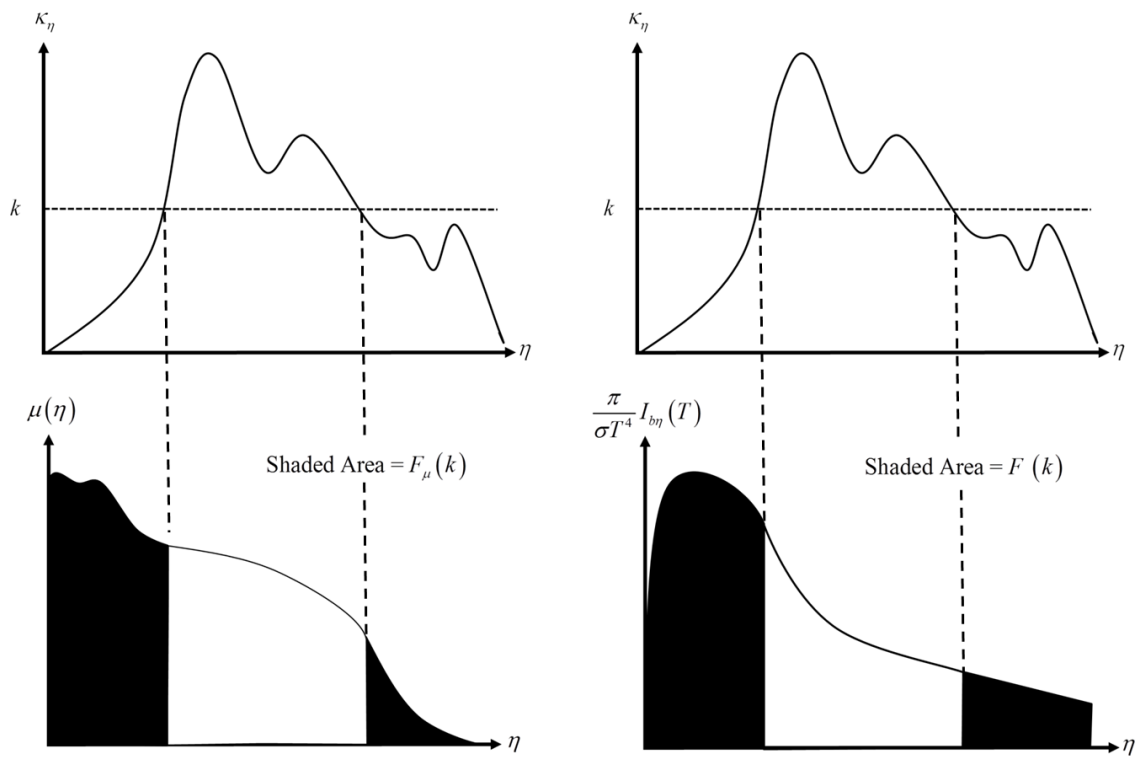 κ_η
κ_η
k
k
η
η
μ(η)
π/σT⁴ I_bη(T)
Shaded Area = F_μ(k)
Shaded Area = F (k)
η
η